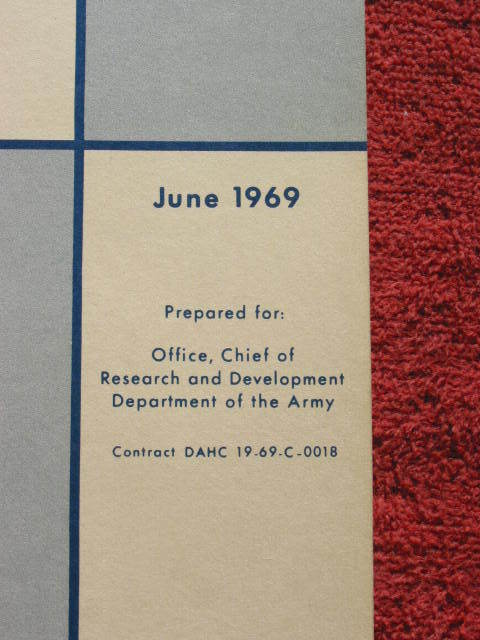 June 1969
Prepared for:
Office, Chief of
Research and Development
Department of the Army
Contract DAHC 19-69-C-0018